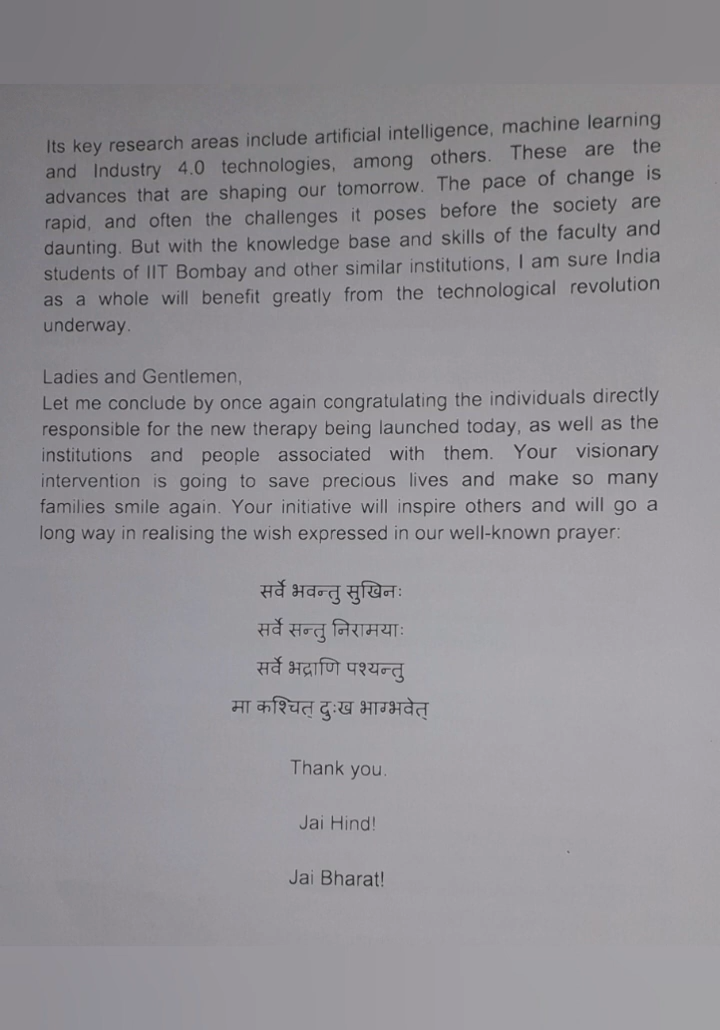 Its key research areas include artificial intelligence, machine learning
and Industry 4.0 technologies, among others. These are the
advances that are shaping our tomorrow. The pace of change is
rapid, and often the challenges it poses before the society are
daunting. But with the knowledge base and skills of the faculty and
students of IIT Bombay and other similar institutions, I am sure India
as a whole will benefit greatly from the technological revolution
underway.
Ladies and Gentlemen,
Let me conclude by once again congratulating the individuals directly
responsible for the new therapy being launched today, as well as the
institutions and people associated with them. Your visionary
intervention is going to save precious lives and make so many
families smile again. Your initiative will inspire others and will go a
long way in realising the wish expressed in our well-known prayer:
सर्वे भवन्तु सुखिनः
सर्वे सन्तु निरामयाः
सर्वे भद्राणि पश्यन्तु
मा कश्चित् दुःख भाग्भवेत्
Thank you.
Jai Hind!
Jai Bharat!